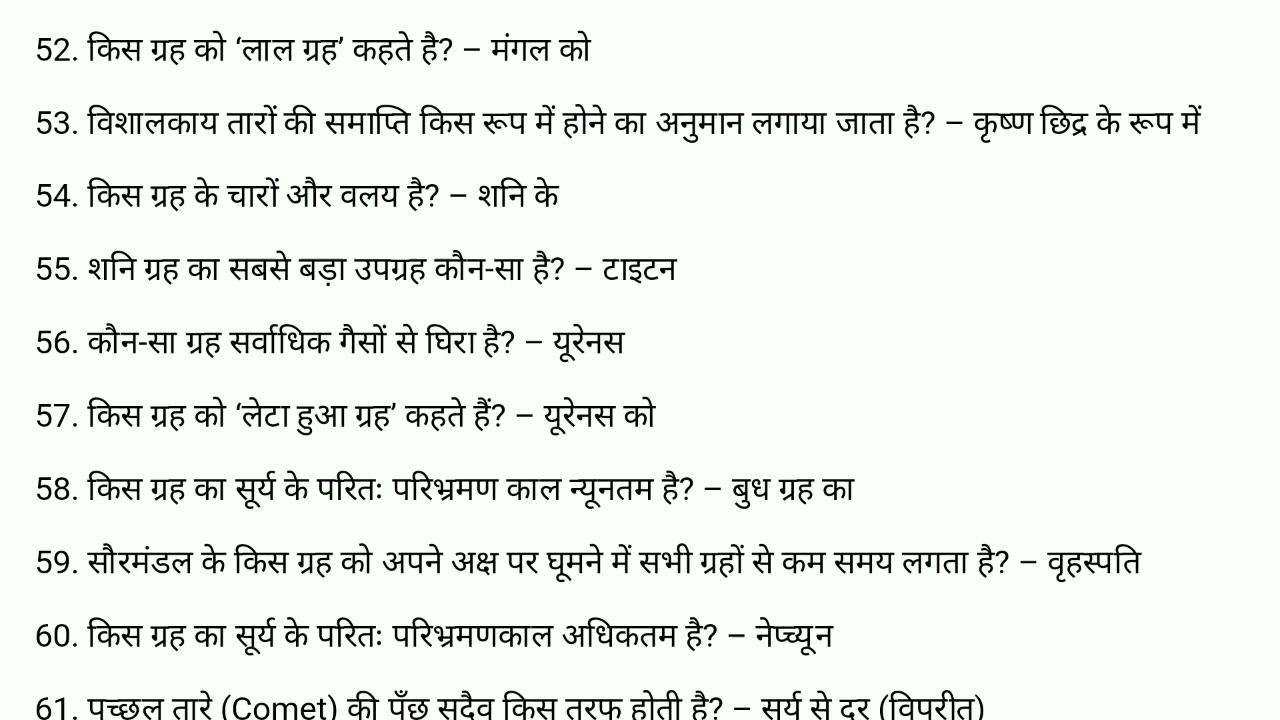 52. किस ग्रह को ‘लाल ग्रह’ कहते है? – मंगल को
53. विशालकाय तारों की समाप्ति किस रूप में होने का अनुमान लगाया जाता है? – कृष्ण छिद्र के रूप में
54. किस ग्रह के चारों और वलय है? – शनि के
55. शनि ग्रह का सबसे बड़ा उपग्रह कौन-सा है? – टाइटन
56. कौन-सा ग्रह सर्वाधिक गैसों से घिरा है? – यूरेनस
57. किस ग्रह को ‘लेटा हुआ ग्रह’ कहते हैं? – यूरेनस को
58. किस ग्रह का सूर्य के परितः परिभ्रमण काल न्यूनतम है? – बुध ग्रह का
59. सौरमंडल के किस ग्रह को अपने अक्ष पर घूमने में सभी ग्रहों से कम समय लगता है? – वृहस्पति
60. किस ग्रह का सूर्य के परितः परिभ्रमणकाल अधिकतम है? – नेप्च्यून
61. पुच्छल तारे (Comet) की पूँछ सदैव किस तरफ होती है? – सूर्य से दूर (विपरीत)